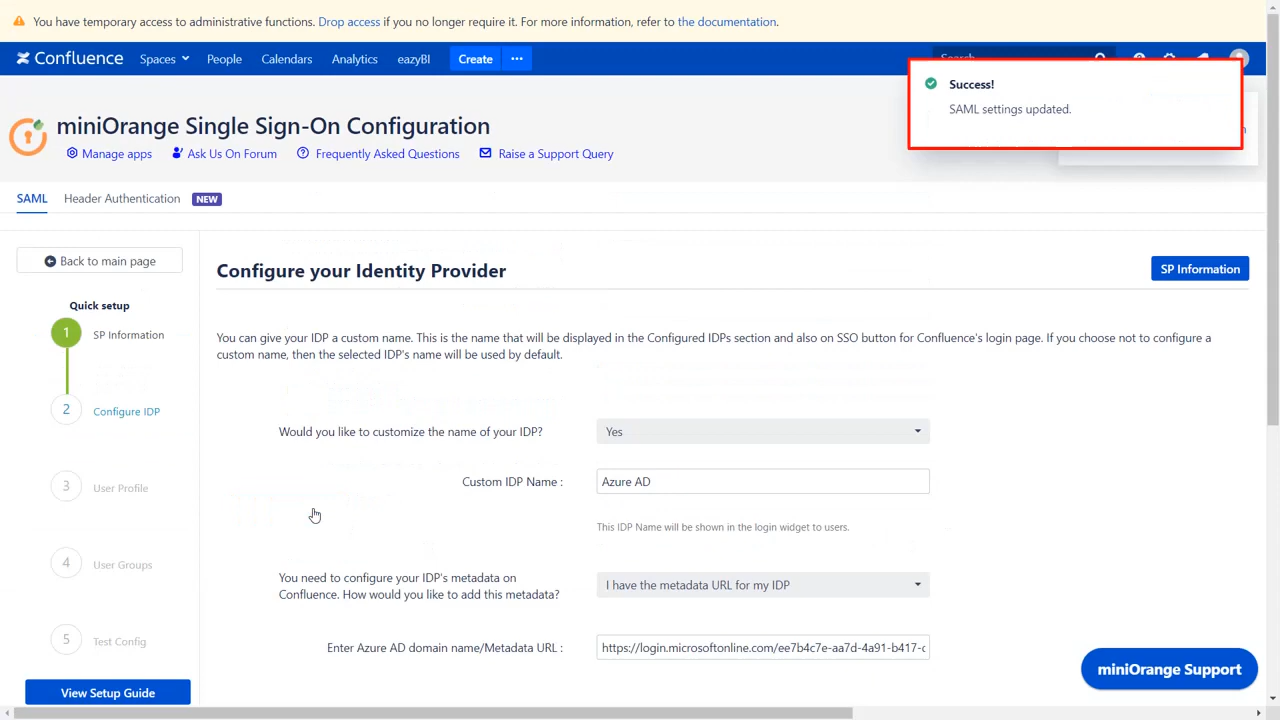 You have temporary access to administrative functions. Drop access if you no longer require it. For more information, refer to the documentation.
Confluence Spaces People Calendars Analytics eazyBI Create ···
Success!
SAML settings updated.
miniOrange Single Sign-On Configuration
Manage apps Ask Us On Forum Frequently Asked Questions Raise a Support Query
SAML Header Authentication NEW
Back to main page
Quick setup
1 SP Information
2 Configure IDP
3 User Profile
4 User Groups
5 Test Config
View Setup Guide
Configure your Identity Provider SP Information
You can give your IDP a custom name. This is the name that will be displayed in the Configured IDPs section and also on SSO button for Confluence's login page. If you choose not to configure a
custom name, then the selected IDP's name will be used by default.
Would you like to customize the name of your IDP? Yes
Custom IDP Name : Azure AD
This IDP Name will be shown in the login widget to users.
You need to configure your IDP's metadata on
Confluence. How would you like to add this metadata? I have the metadata URL for my IDP
Enter Azure AD domain name/Metadata URL : https://login.microsoftonline.com/ee7b4c7e-aa7d-4a91-b417-c
miniOrange Support